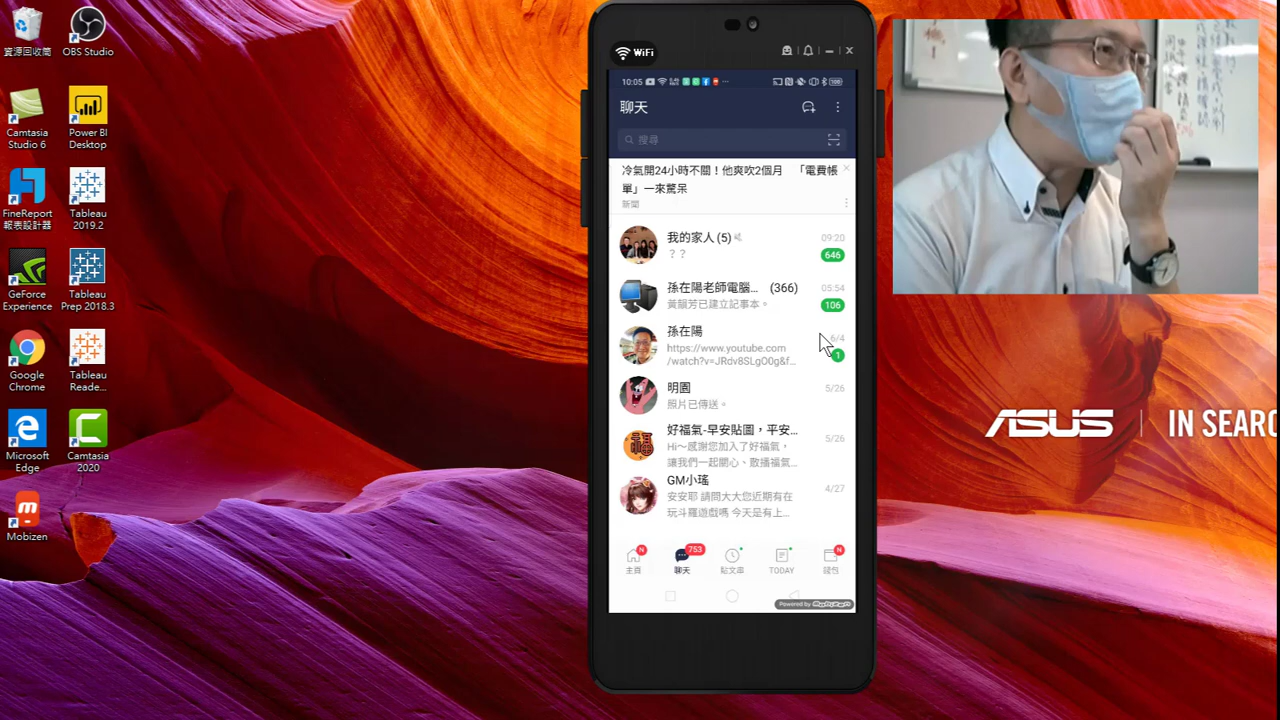 資源回收筒
OBS Studio
Camtasia
Studio 6
Power BI
Desktop
FineReport
報表設計器
Tableau
2019.2
GeForce
Experience
Tableau
Prep 2018.3
Google
Chrome
Tableau
Reade...
Microsoft
Edge
Camtasia
2020
Mobizen
WiFi
10:05
聊天
搜尋
冷氣開24小時不關！他爽吹2個月 「電費帳
單」一來驚呆
新聞
我的家人 (5) 09:20
？？ 646
孫在陽老師電腦... (366) 05:54
黃韻芳已建立記事本。 106
孫在陽 6/4
https://www.youtube.com
/watch?v=JRdv8SLgO0g&f... 1
明圓 5/26
照片已傳送。
好福氣-早安貼圖，平安...
Hi～感謝您加入了好福氣， 5/26
讓我們一起關心、散播福氣...
GM小瑤 4/27
安安耶 請問大大您近期有在
玩斗羅遊戲嗎 今天是有上...
N 753 N
主頁 聊天 貼文串 TODAY 錢包
Powered by
ASUS
IN SEARC